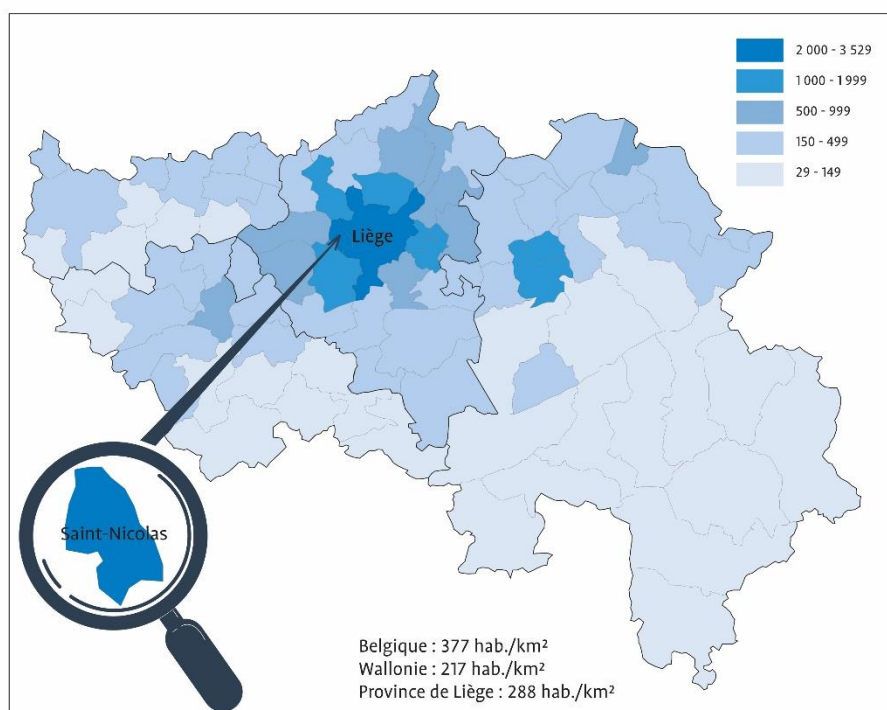 2 000 - 3 529
1 000 - 1 999
500 - 999
150 - 499
29 - 149
Liège
Saint-Nicolas
Belgique : 377 hab./km²
Wallonie : 217 hab./km²
Province de Liège : 288 hab./km²